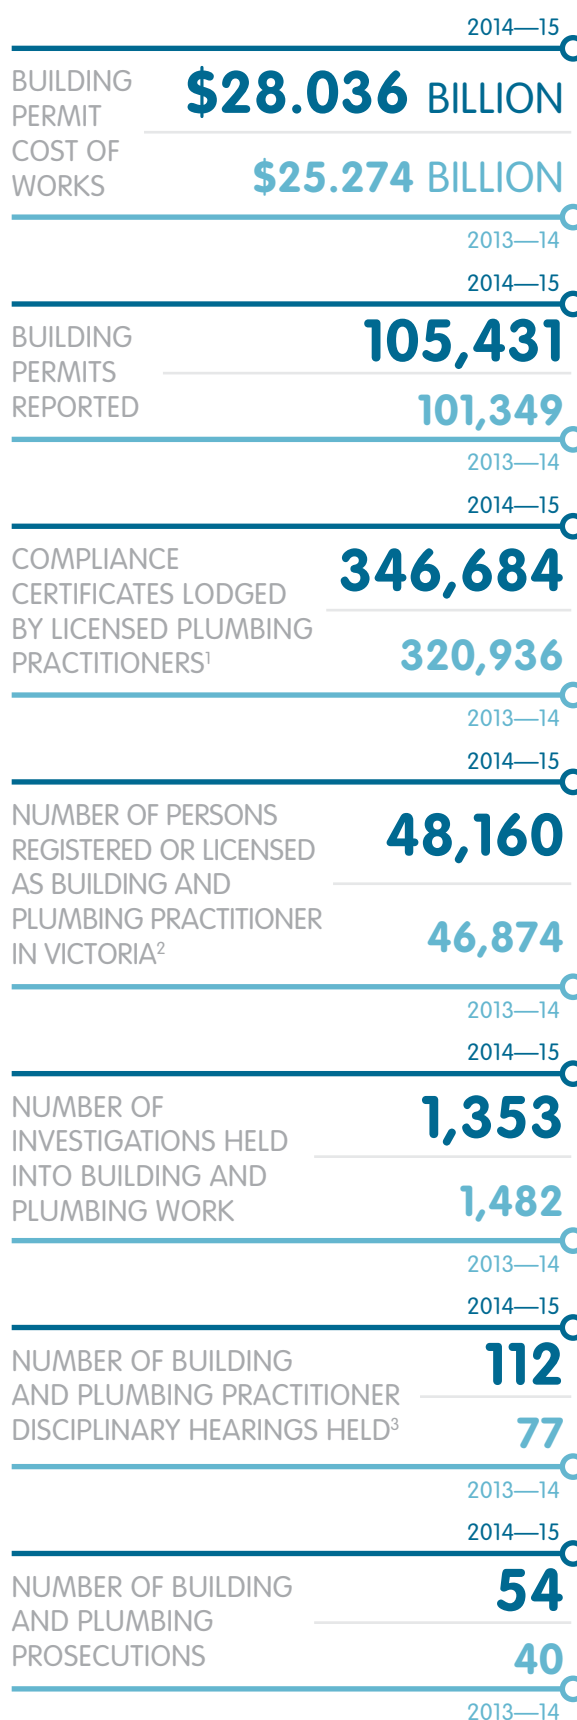 2014—15
BUILDING
PERMIT
COST OF
WORKS
$28.036 BILLION
$25.274 BILLION
2013—14
2014—15
BUILDING
PERMITS
REPORTED
105,431
101,349
2013—14
2014—15
COMPLIANCE
CERTIFICATES LODGED
BY LICENSED PLUMBING
PRACTITIONERS¹
346,684
320,936
2013—14
2014—15
NUMBER OF PERSONS
REGISTERED OR LICENSED
AS BUILDING AND
PLUMBING PRACTITIONER
IN VICTORIA²
48,160
46,874
2013—14
2014—15
NUMBER OF
INVESTIGATIONS HELD
INTO BUILDING AND
PLUMBING WORK
1,353
1,482
2013—14
2014—15
NUMBER OF BUILDING
AND PLUMBING PRACTITIONER
DISCIPLINARY HEARINGS HELD³
112
77
2013—14
2014—15
NUMBER OF BUILDING
AND PLUMBING
PROSECUTIONS
54
40
2013—14